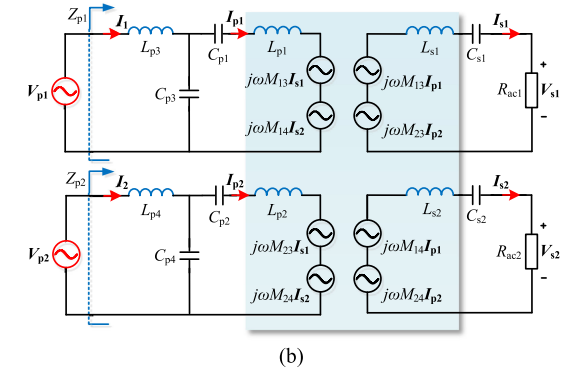 Z_p1 I_1 I_p1 I_s1
L_p3 C_p1 L_p1 L_s1 C_s1
V_p1 C_p3 jωM_13I_s1 jωM_13I_p1 R_ac1 + V_s1 −
jωM_14I_s2 jωM_23I_p2
Z_p2 I_2 I_p2 I_s2
L_p4 C_p2 L_p2 L_s2 C_s2
V_p2 C_p4 jωM_23I_s1 jωM_14I_p1 R_ac2 + V_s2 −
jωM_24I_s2 jωM_24I_p2
(b)